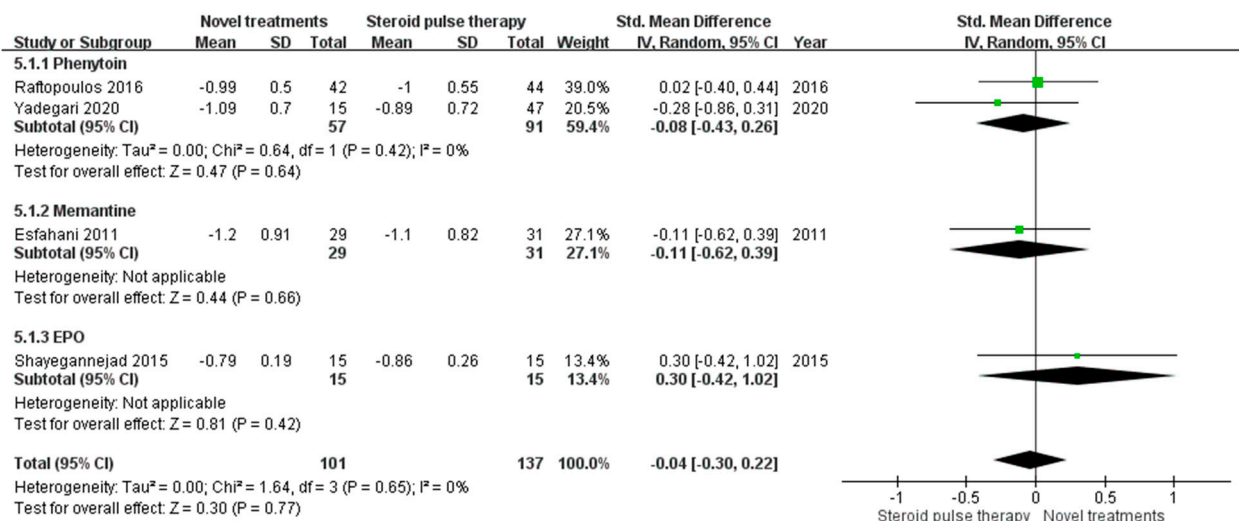 Novel treatments Steroid pulse therapy Std. Mean Difference Std. Mean Difference
Study or Subgroup Mean SD Total Mean SD Total Weight IV, Random, 95% CI Year IV, Random, 95% CI
5.1.1 Phenytoin
Raftopoulos 2016 -0.99 0.5 42 -1 0.55 44 39.0% 0.02 [-0.40, 0.44] 2016
Yadegari 2020 -1.09 0.7 15 -0.89 0.72 47 20.5% -0.28 [-0.86, 0.31] 2020
Subtotal (95% CI) 57 91 59.4% -0.08 [-0.43, 0.26]
Heterogeneity: Tau² = 0.00; Chi² = 0.64, df = 1 (P = 0.42); I² = 0%
Test for overall effect: Z = 0.47 (P = 0.64)
5.1.2 Memantine
Esfahani 2011 -1.2 0.91 29 -1.1 0.82 31 27.1% -0.11 [-0.62, 0.39] 2011
Subtotal (95% CI) 29 31 27.1% -0.11 [-0.62, 0.39]
Heterogeneity: Not applicable
Test for overall effect: Z = 0.44 (P = 0.66)
5.1.3 EPO
Shayegannejad 2015 -0.79 0.19 15 -0.86 0.26 15 13.4% 0.30 [-0.42, 1.02] 2015
Subtotal (95% CI) 15 15 13.4% 0.30 [-0.42, 1.02]
Heterogeneity: Not applicable
Test for overall effect: Z = 0.81 (P = 0.42)
Total (95% CI) 101 137 100.0% -0.04 [-0.30, 0.22]
Heterogeneity: Tau² = 0.00; Chi² = 1.64, df = 3 (P = 0.65); I² = 0%
Test for overall effect: Z = 0.30 (P = 0.77)
-1 -0.5 0 0.5 1
Steroid pulse therapy Novel treatments